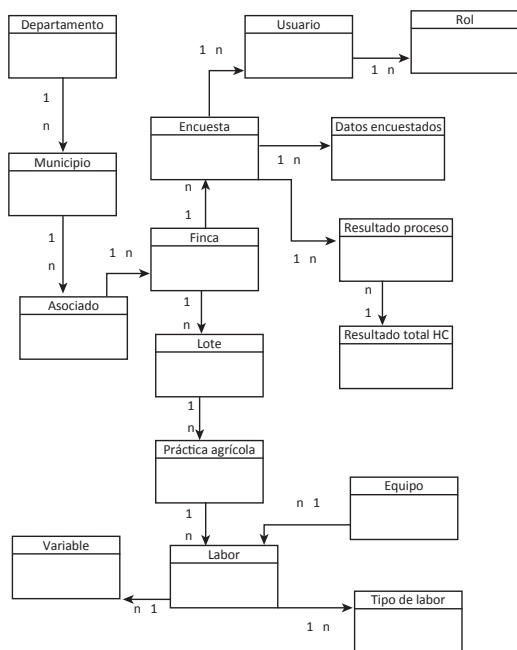 Departamento
Usuario
Rol
1 n
1 n
1
n
Encuesta
Datos encuestados
1 n
Municipio
n
1
1
n
1 n
Finca
Resultado proceso
1 n
Asociado
1
n
n
1
Lote
Resultado total HC
1
n
Práctica agrícola
1
n
Equipo
n 1
Variable
Labor
n 1
Tipo de labor
1 n